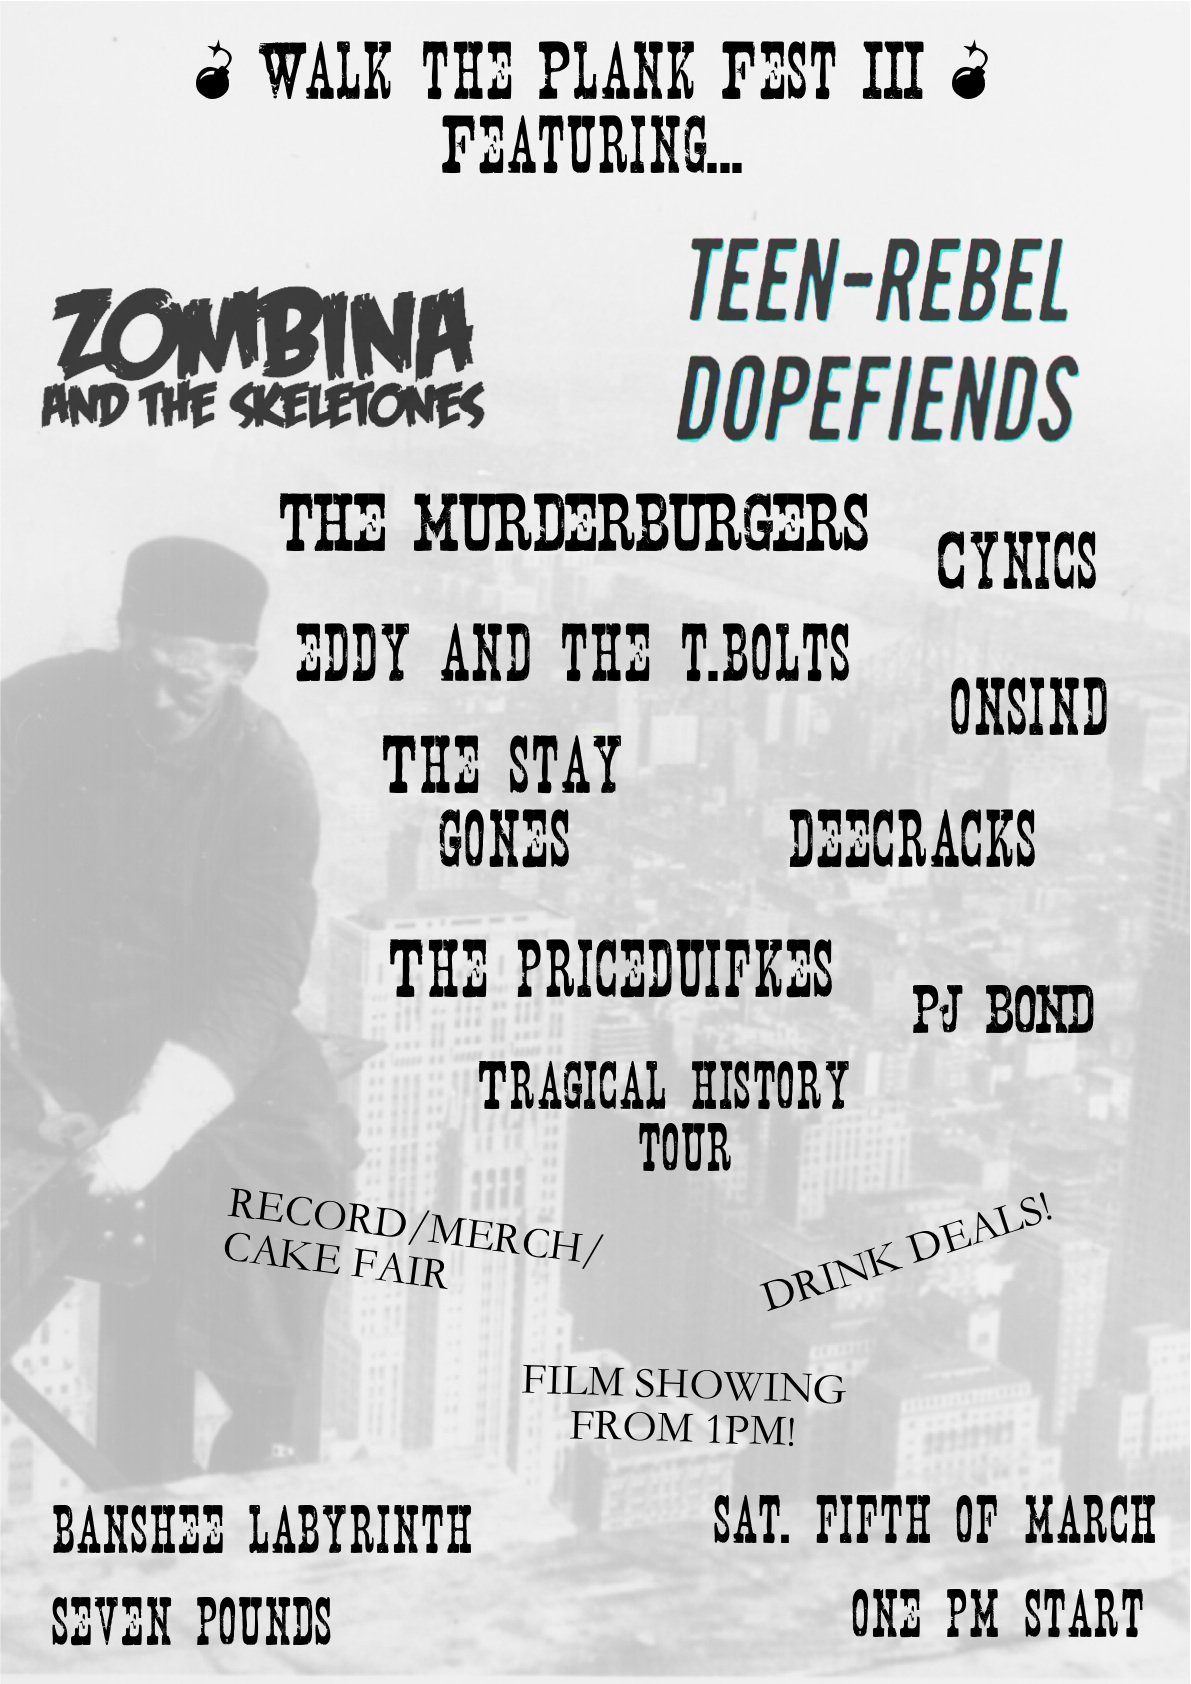 WALK THE PLANK FEST III
FEATURING...
TEEN-REBEL
DOPEFIENDS
ZOMBINA
AND THE SKELETONES
THE MURDERBURGERS
CYNICS
EDDY AND THE T.BOLTS
ONSIND
THE STAY
GONES
DEECRACKS
THE PRICEDUIFKES
PJ BOND
TRAGICAL HISTORY
TOUR
RECORD/MERCH/
CAKE FAIR
DRINK DEALS!
FILM SHOWING
FROM 1PM!
BANSHEE LABYRINTH
SAT. FIFTH OF MARCH
SEVEN POUNDS
ONE PM START